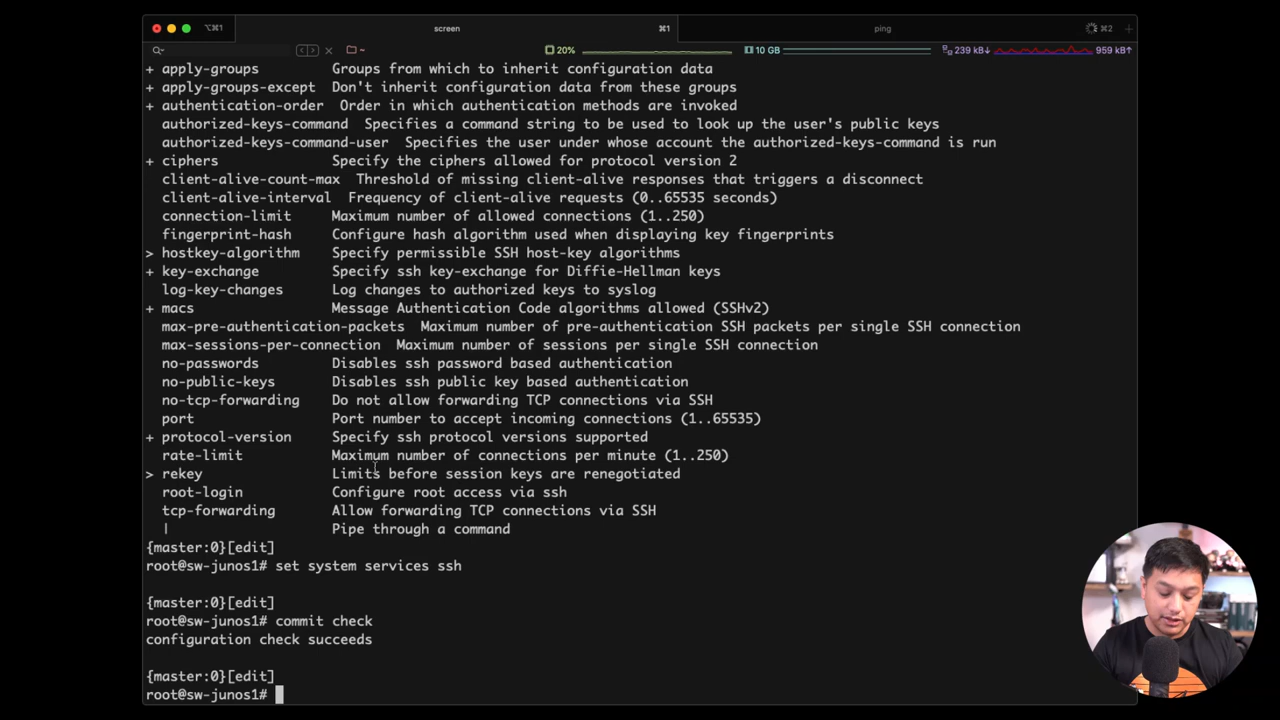 ⌥⌘1 screen ⌘1 ping ⌘2 +
~ 20% 10 GB 239 kB↓ 959 kB↑
+ apply-groups Groups from which to inherit configuration data
+ apply-groups-except Don't inherit configuration data from these groups
+ authentication-order Order in which authentication methods are invoked
authorized-keys-command Specifies a command string to be used to look up the user's public keys
authorized-keys-command-user Specifies the user under whose account the authorized-keys-command is run
+ ciphers Specify the ciphers allowed for protocol version 2
client-alive-count-max Threshold of missing client-alive responses that triggers a disconnect
client-alive-interval Frequency of client-alive requests (0..65535 seconds)
connection-limit Maximum number of allowed connections (1..250)
fingerprint-hash Configure hash algorithm used when displaying key fingerprints
> hostkey-algorithm Specify permissible SSH host-key algorithms
+ key-exchange Specify ssh key-exchange for Diffie-Hellman keys
log-key-changes Log changes to authorized keys to syslog
+ macs Message Authentication Code algorithms allowed (SSHv2)
max-pre-authentication-packets Maximum number of pre-authentication SSH packets per single SSH connection
max-sessions-per-connection Maximum number of sessions per single SSH connection
no-passwords Disables ssh password based authentication
no-public-keys Disables ssh public key based authentication
no-tcp-forwarding Do not allow forwarding TCP connections via SSH
port Port number to accept incoming connections (1..65535)
+ protocol-version Specify ssh protocol versions supported
rate-limit Maximum number of connections per minute (1..250)
> rekey Limits before session keys are renegotiated
root-login Configure root access via ssh
tcp-forwarding Allow forwarding TCP connections via SSH
| Pipe through a command
{master:0}[edit]
root@sw-junos1# set system services ssh
{master:0}[edit]
root@sw-junos1# commit check
configuration check succeeds
{master:0}[edit]
root@sw-junos1#